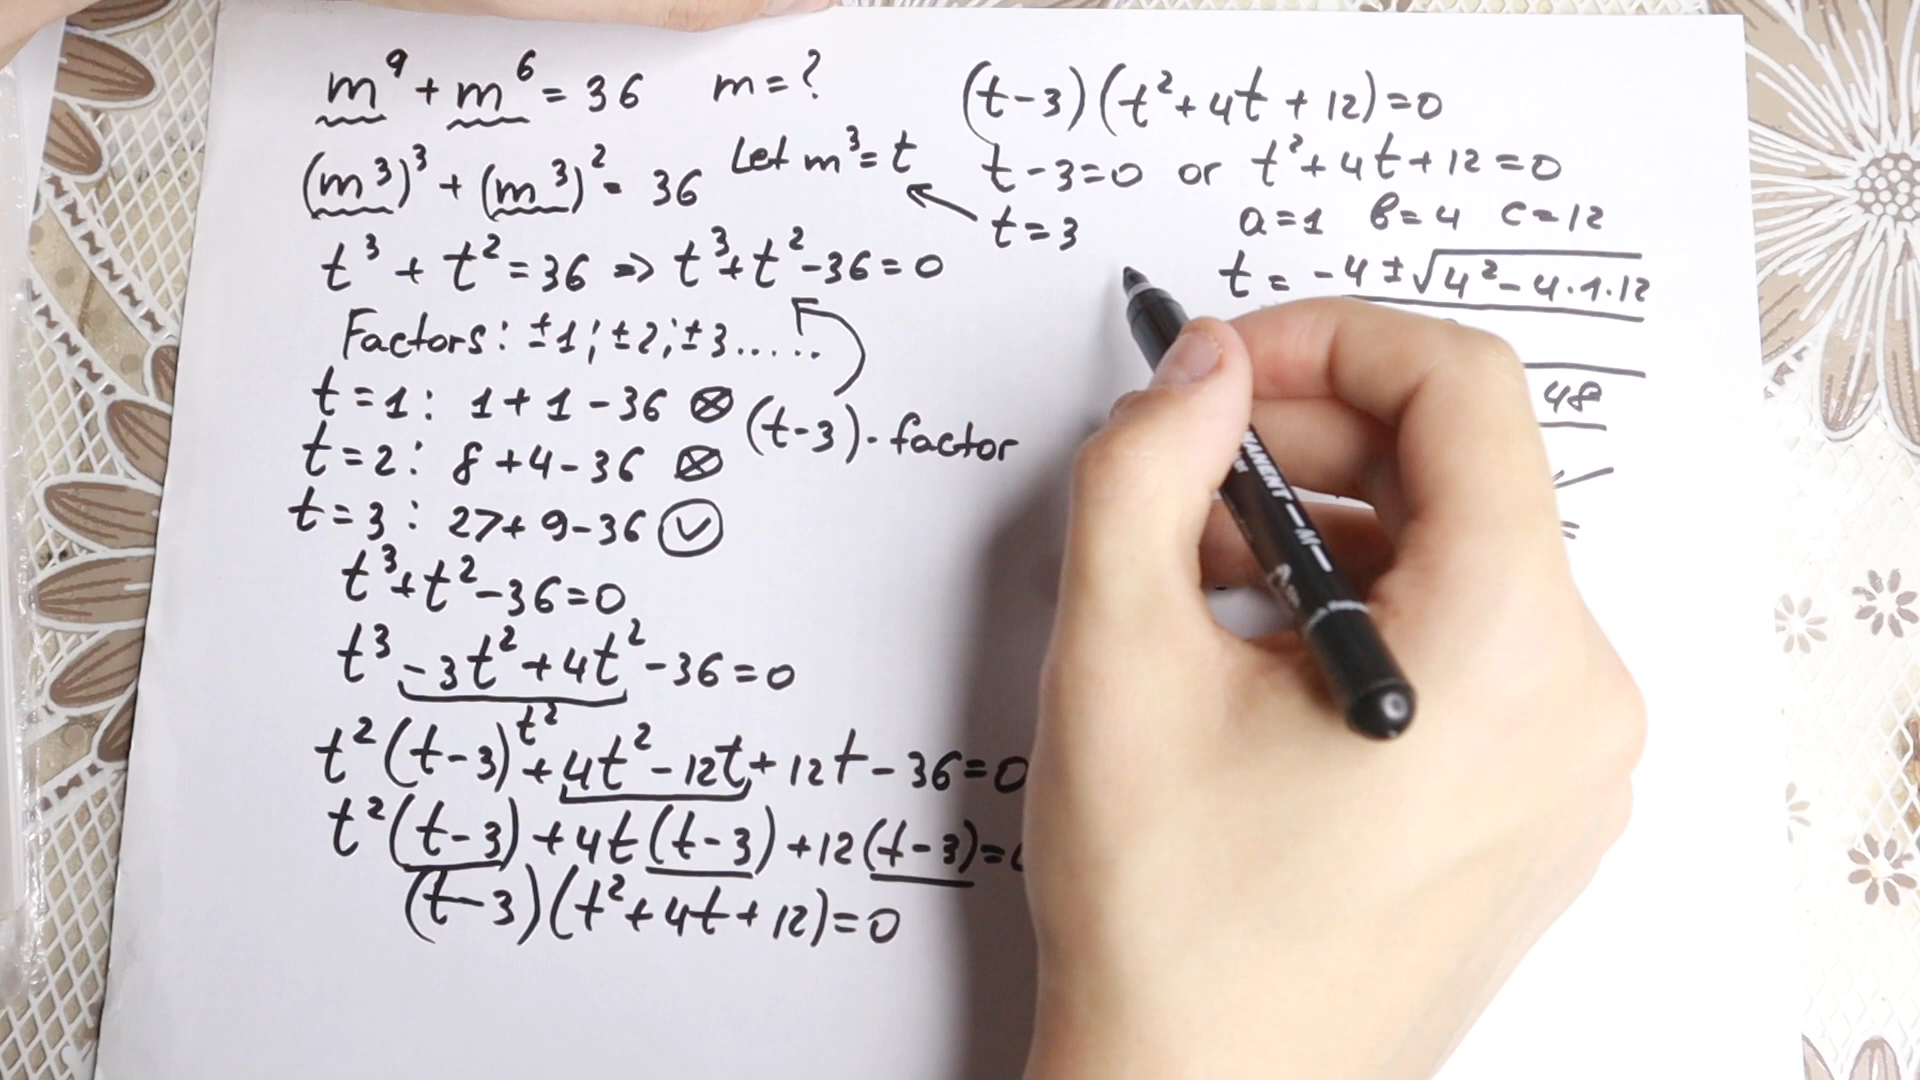 m⁹ + m⁶ = 36 m = ?
(m³)³ + (m³)² = 36 Let m³ = t
t³ + t² = 36 => t³ + t² - 36 = 0
Factors: ±1; ±2; ±3.....
t = 1: 1 + 1 - 36 ⊗
t = 2: 8 + 4 - 36 ⊗
(t-3) - factor
t = 3: 27 + 9 - 36 ✓
t³ + t² - 36 = 0
t³ - 3t² + 4t² - 36 = 0
t²
t²(t-3) + 4t² - 12t + 12t - 36 = 0
t²(t-3) + 4t(t-3) + 12(t-3) =
(t-3)(t² + 4t + 12) = 0
(t-3)(t² + 4t + 12) = 0
t - 3 = 0 or t² + 4t + 12 = 0
t = 3
a = 1 b = 4 c = 12
t = -4 ± √4² - 4·1·12
48
PERMANENT - M -